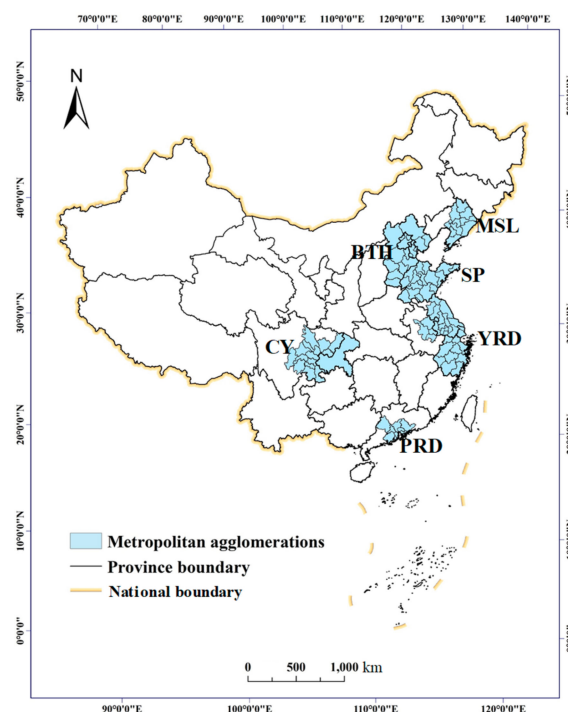 70°0'0"E 90°0'0"E 100°0'0"E 110°0'0"E 120°0'0"E 130°0'0"E 140°0'0"E
N
50°0'0"N
40°0'0"N
MSL
BTH
SP
30°0'0"N
YRD
CY
20°0'0"N
PRD
10°0'0"N
Metropolitan agglomerations
Province boundary
National boundary
0°0'0"
0 500 1,000 km
90°0'0"E 100°0'0"E 110°0'0"E 120°0'0"E